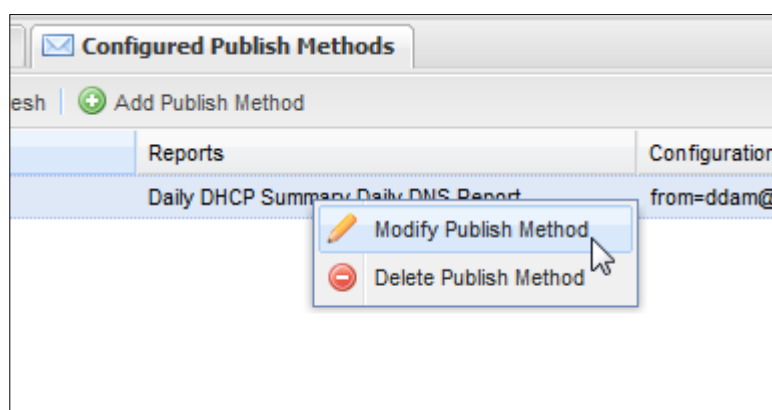 Configured Publish Methods
esh Add Publish Method
Reports Configuration
Daily DHCP Summary, Daily DNS Report from=ddam@
Modify Publish Method
Delete Publish Method